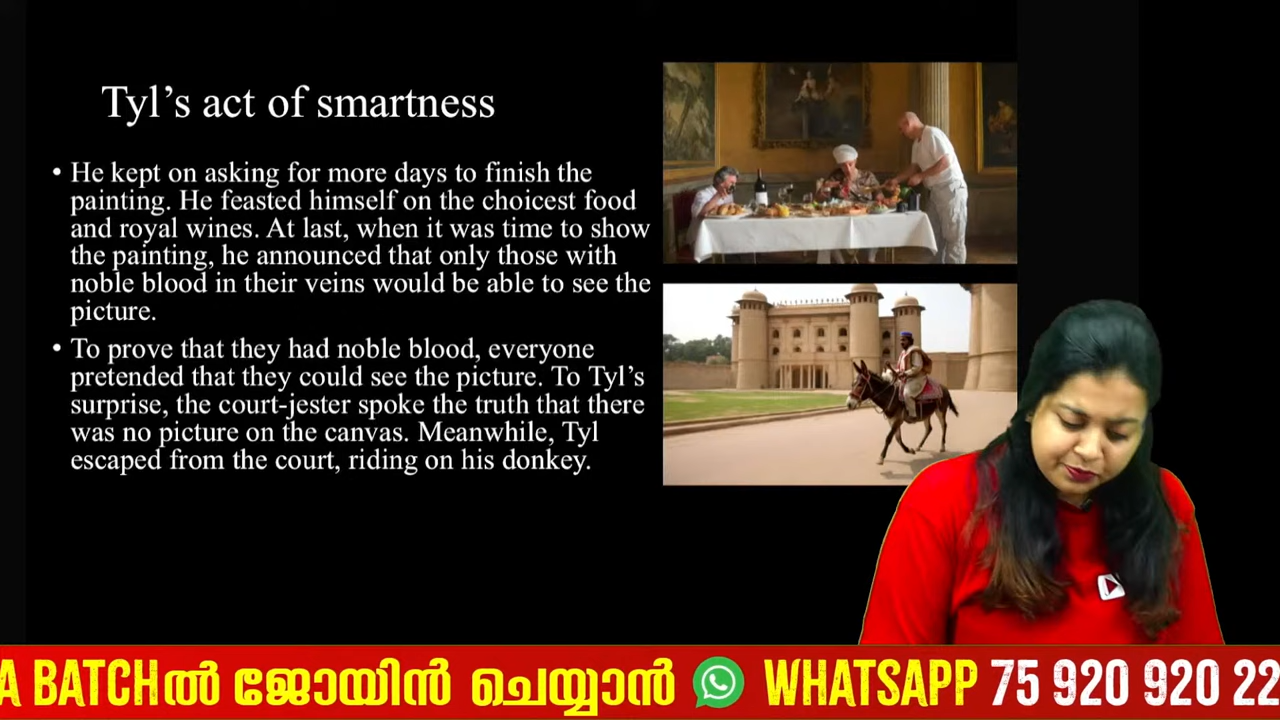 Tyl’s act of smartness
• He kept on asking for more days to finish the
painting. He feasted himself on the choicest food
and royal wines. At last, when it was time to show
the painting, he announced that only those with
noble blood in their veins would be able to see the
picture.
• To prove that they had noble blood, everyone
pretended that they could see the picture. To Tyl’s
surprise, the court-jester spoke the truth that there
was no picture on the canvas. Meanwhile, Tyl
escaped from the court, riding on his donkey.
A BATCHൽ ജോയിൻ ചെയ്യാൻ WHATSAPP 75 920 920 22